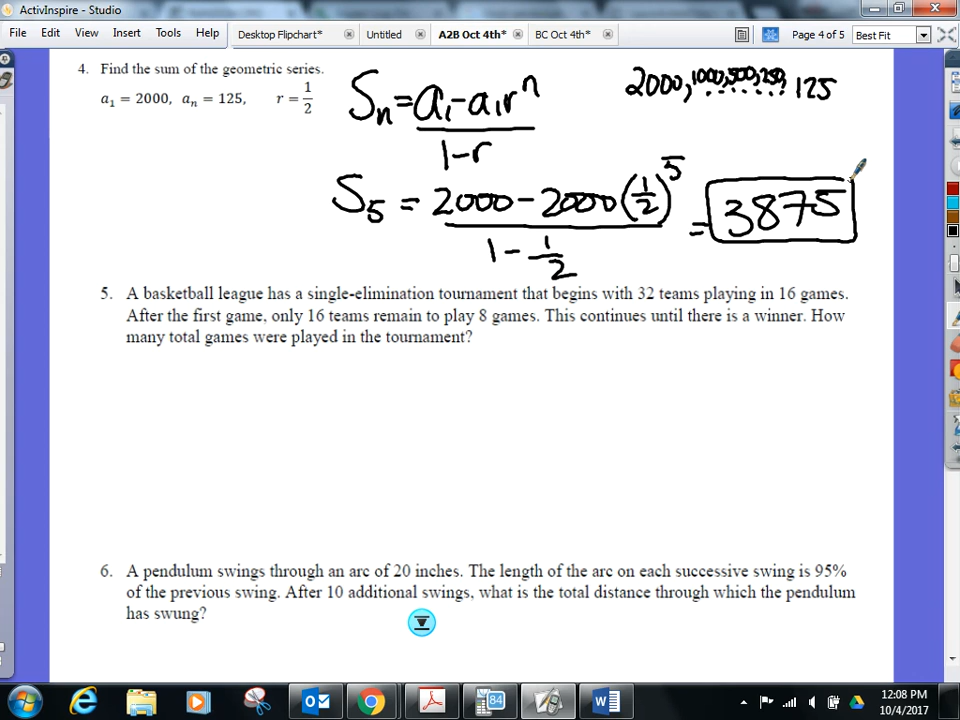 ActivInspire - Studio
File Edit View Insert Tools Help Desktop Flipchart* Untitled A2B Oct 4th* BC Oct 4th* Page 4 of 5 Best Fit
4. Find the sum of the geometric series.
a₁ = 2000, aₙ = 125, r = 1/2
Sₙ = (a₁ - a₁rⁿ) / (1 - r)
2000, 1000, 500, 250, 125
S₅ = (2000 - 2000(1/2)⁵) / (1 - 1/2) = 3875
5. A basketball league has a single-elimination tournament that begins with 32 teams playing in 16 games.
After the first game, only 16 teams remain to play 8 games. This continues until there is a winner. How
many total games were played in the tournament?
6. A pendulum swings through an arc of 20 inches. The length of the arc on each successive swing is 95%
of the previous swing. After 10 additional swings, what is the total distance through which the pendulum
has swung?
84
12:08 PM
10/4/2017